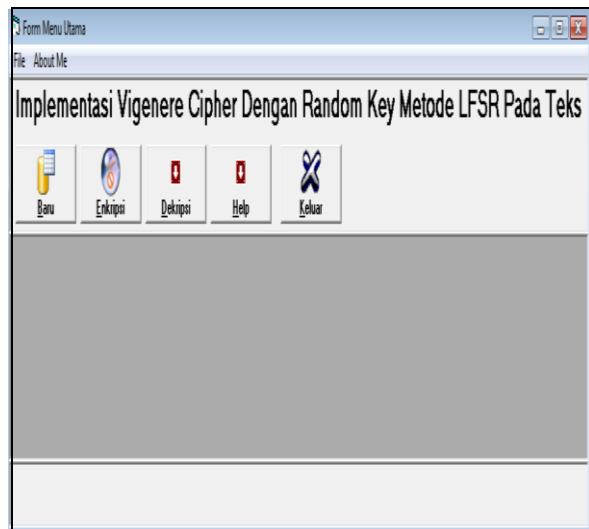 Form Menu Utama
File About Me
Implementasi Vigenere Cipher Dengan Random Key Metode LFSR Pada Teks
Baru Enkripsi Dekripsi Help Keluar